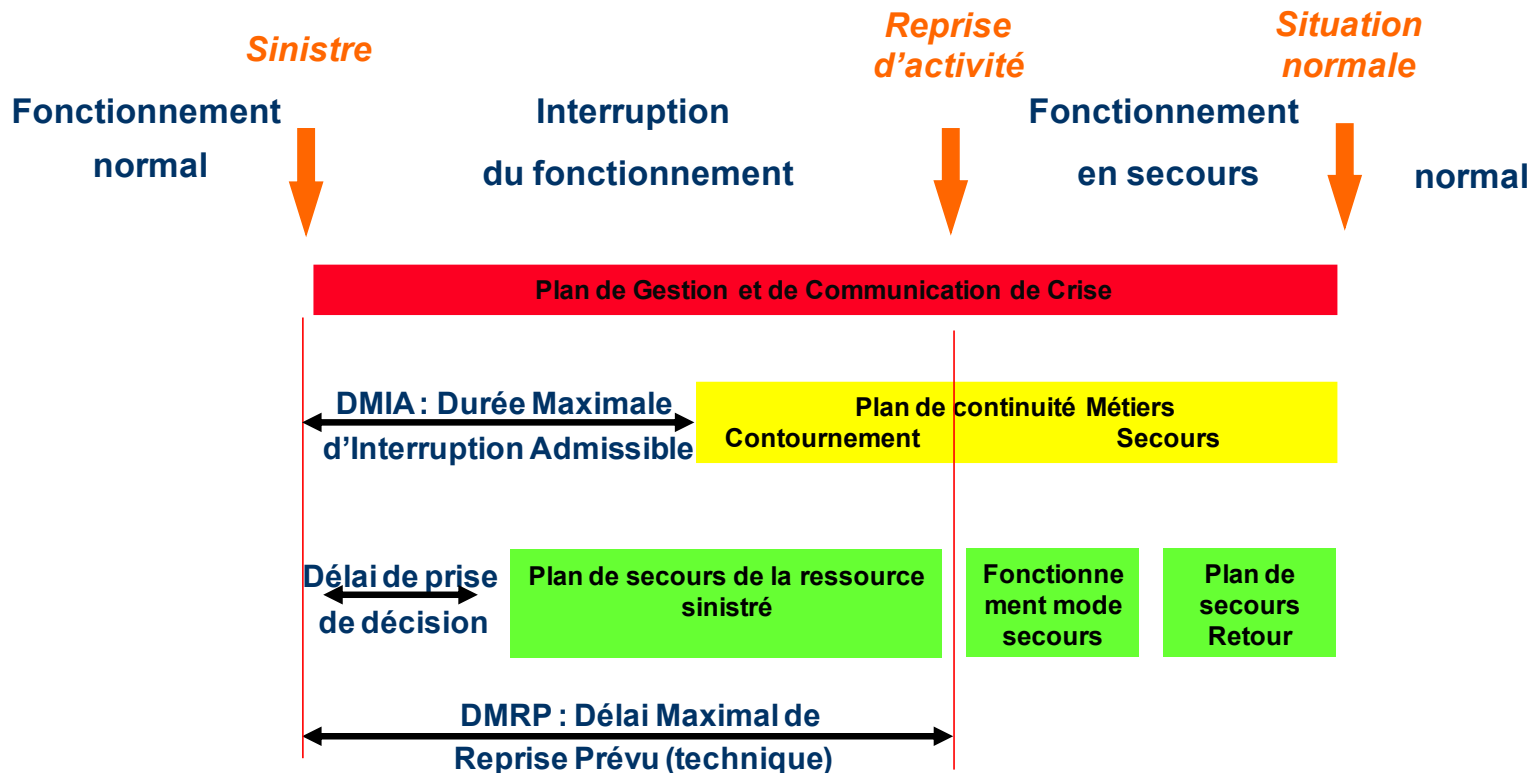 Sinistre
Reprise
d’activité
Situation
normale
Fonctionnement
normal
Interruption
du fonctionnement
Fonctionnement
en secours
normal
Plan de Gestion et de Communication de Crise
DMIA : Durée Maximale
d’Interruption Admissible
Plan de continuité Métiers
Contournement
Secours
Délai de prise
de décision
Plan de secours de la ressource
sinistré
Fonctionne
ment mode
secours
Plan de
secours
Retour
DMRP : Délai Maximal de
Reprise Prévu (technique)